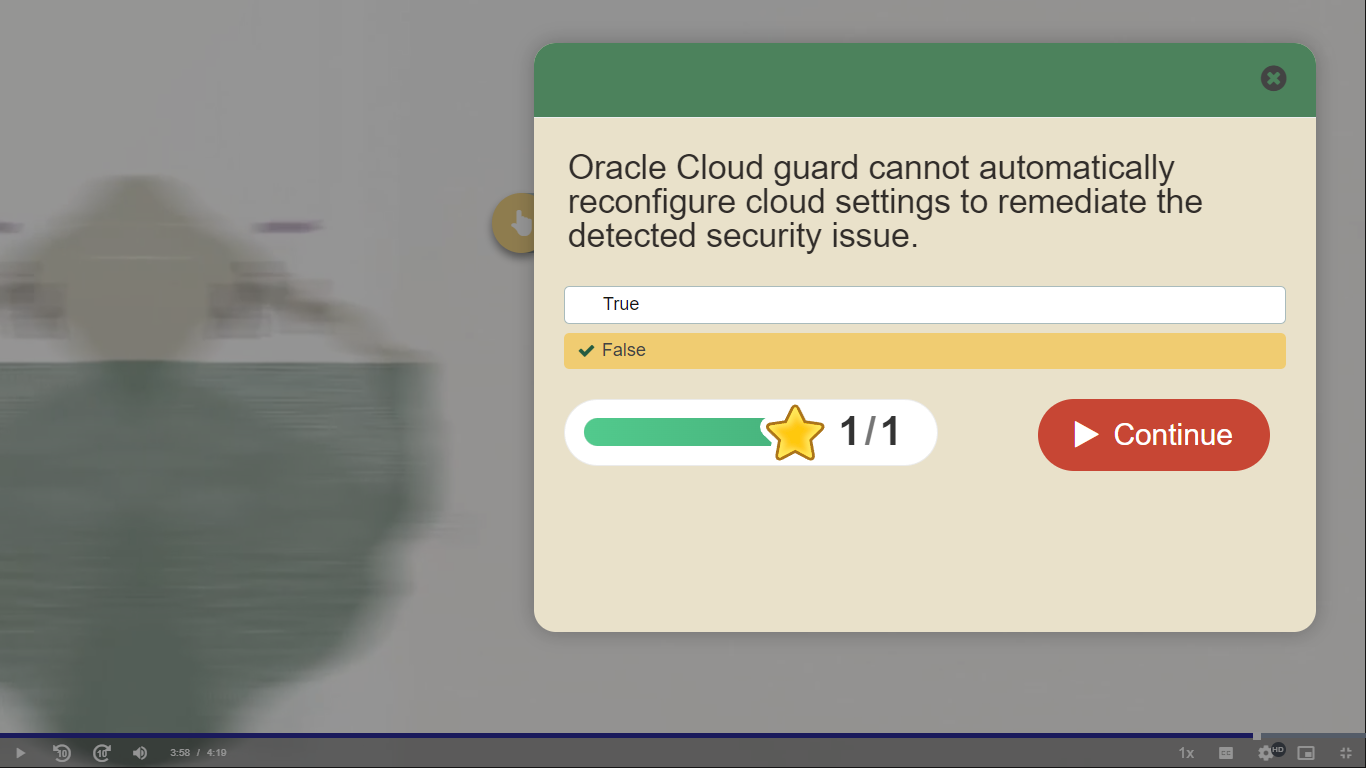 Oracle Cloud guard cannot automatically
reconfigure cloud settings to remediate the
detected security issue.
True
False
1/1
Continue
10
10
3:58 / 4:19
1x
CC
HD